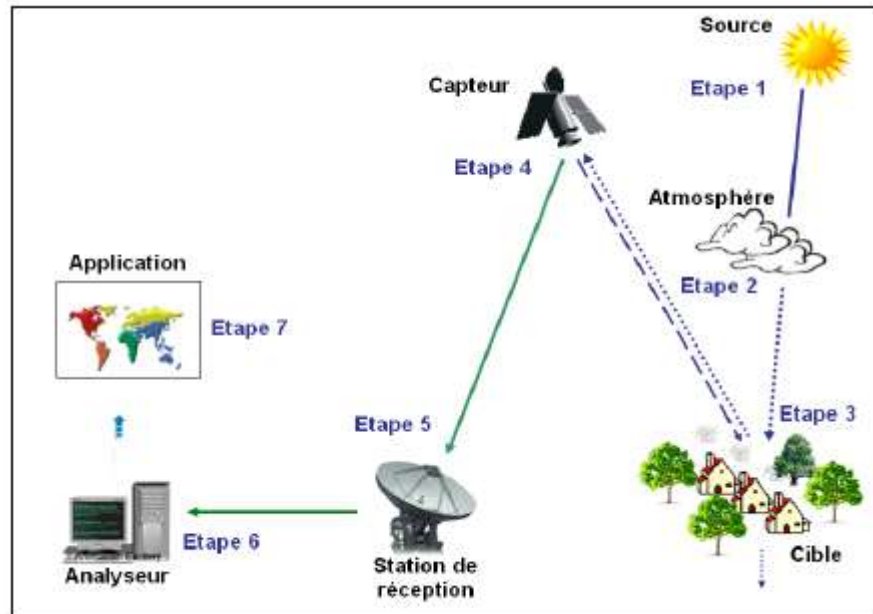 Source
Etape 1
Capteur
Etape 4
Atmosphère
Etape 2
Application
Etape 7
Etape 5
Etape 3
Etape 6
Analyseur
Station de
réception
Cible